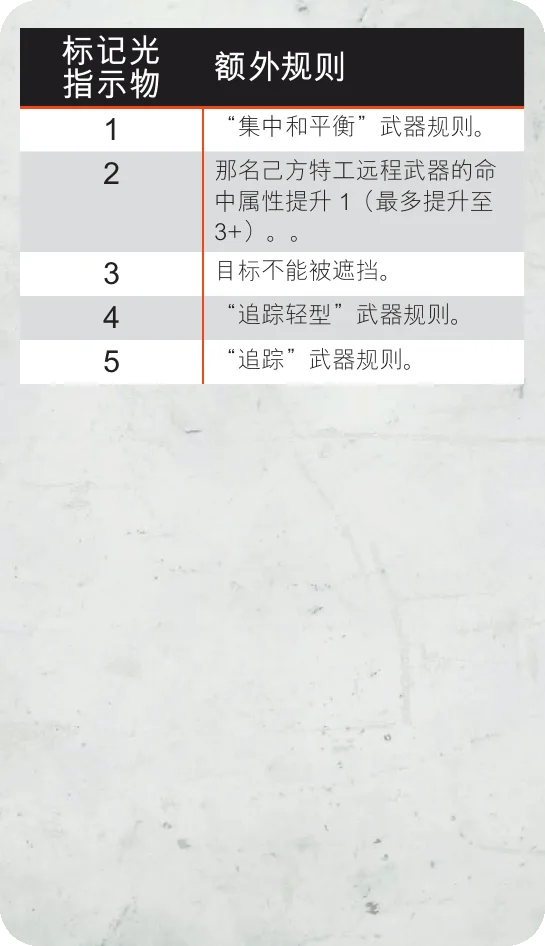 标记光
指示物
额外规则
1
“集中和平衡”武器规则。
2
那名己方特工远程武器的命
中属性提升 1（最多提升至
3+）。。
3
目标不能被遮挡。
4
“追踪轻型”武器规则。
5
“追踪”武器规则。